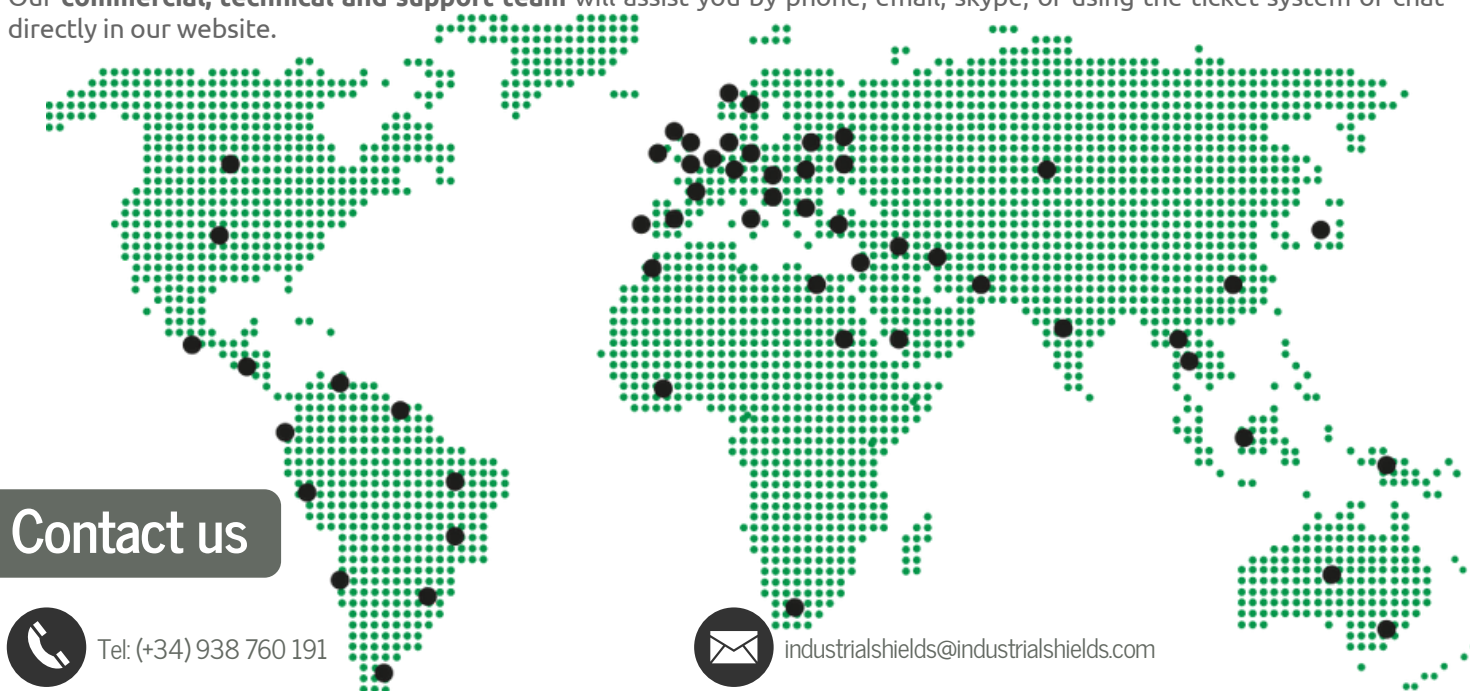 Our commercial, technical and support team will assist you by phone, email, skype, or using the ticket system or chat
directly in our website.
Contact us
Tel: (+34) 938 760 191
industrialshields@industrialshields.com